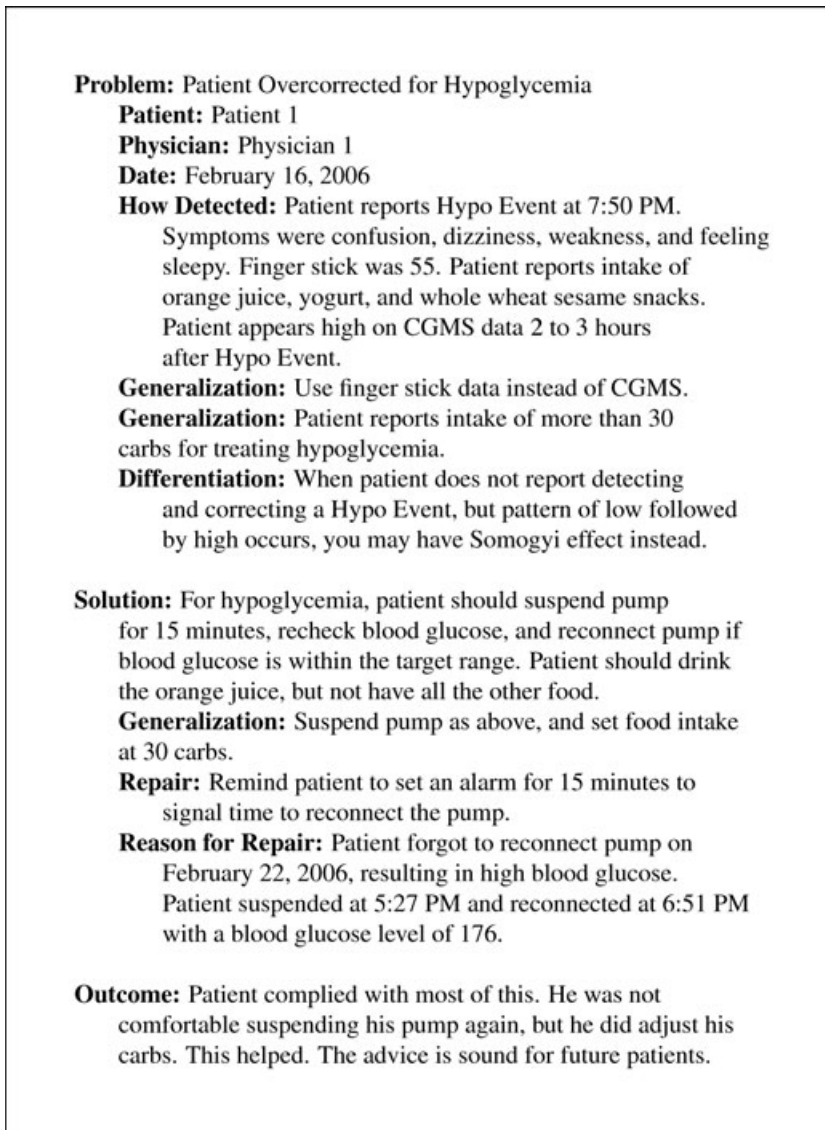 Problem: Patient Overcorrected for Hypoglycemia
Patient: Patient 1
Physician: Physician 1
Date: February 16, 2006
How Detected: Patient reports Hypo Event at 7:50 PM.
Symptoms were confusion, dizziness, weakness, and feeling
sleepy. Finger stick was 55. Patient reports intake of
orange juice, yogurt, and whole wheat sesame snacks.
Patient appears high on CGMS data 2 to 3 hours
after Hypo Event.
Generalization: Use finger stick data instead of CGMS.
Generalization: Patient reports intake of more than 30
carbs for treating hypoglycemia.
Differentiation: When patient does not report detecting
and correcting a Hypo Event, but pattern of low followed
by high occurs, you may have Somogyi effect instead.
Solution: For hypoglycemia, patient should suspend pump
for 15 minutes, recheck blood glucose, and reconnect pump if
blood glucose is within the target range. Patient should drink
the orange juice, but not have all the other food.
Generalization: Suspend pump as above, and set food intake
at 30 carbs.
Repair: Remind patient to set an alarm for 15 minutes to
signal time to reconnect the pump.
Reason for Repair: Patient forgot to reconnect pump on
February 22, 2006, resulting in high blood glucose.
Patient suspended at 5:27 PM and reconnected at 6:51 PM
with a blood glucose level of 176.
Outcome: Patient complied with most of this. He was not
comfortable suspending his pump again, but he did adjust his
carbs. This helped. The advice is sound for future patients.